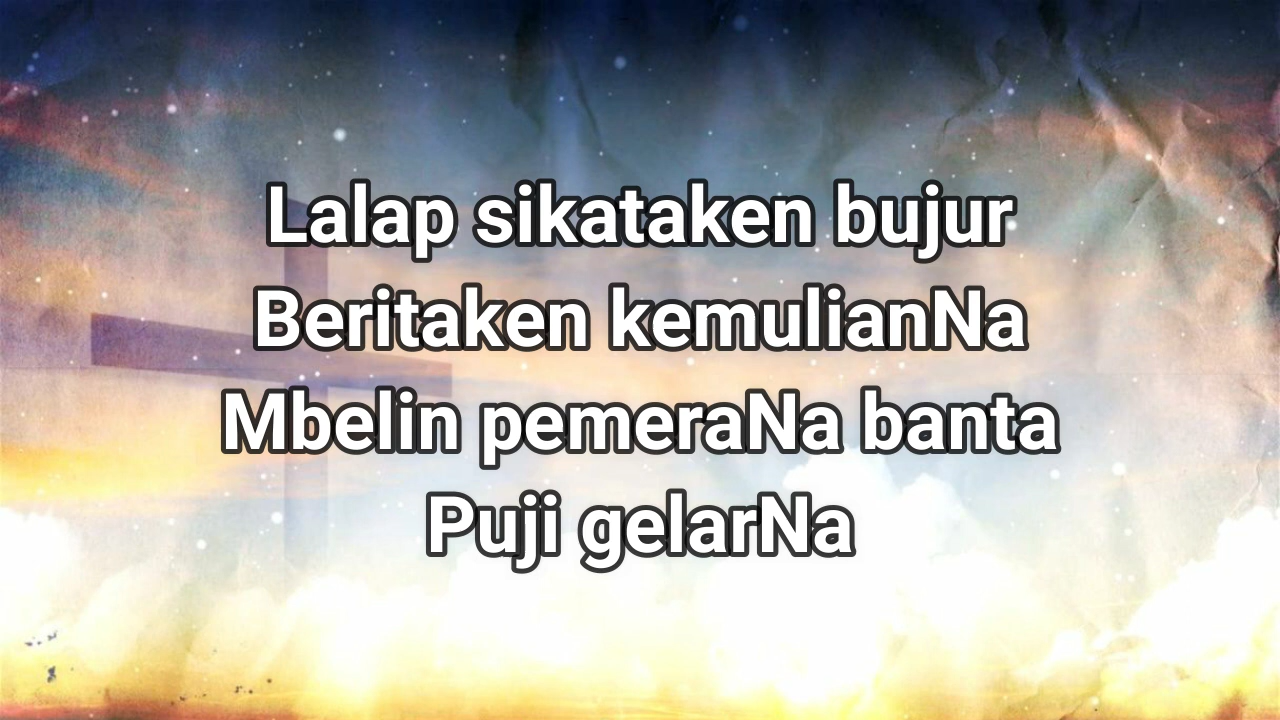 Lalap sikataken bujur
Beritaken kemulianNa
Mbelin pemeraNa banta
Puji gelarNa